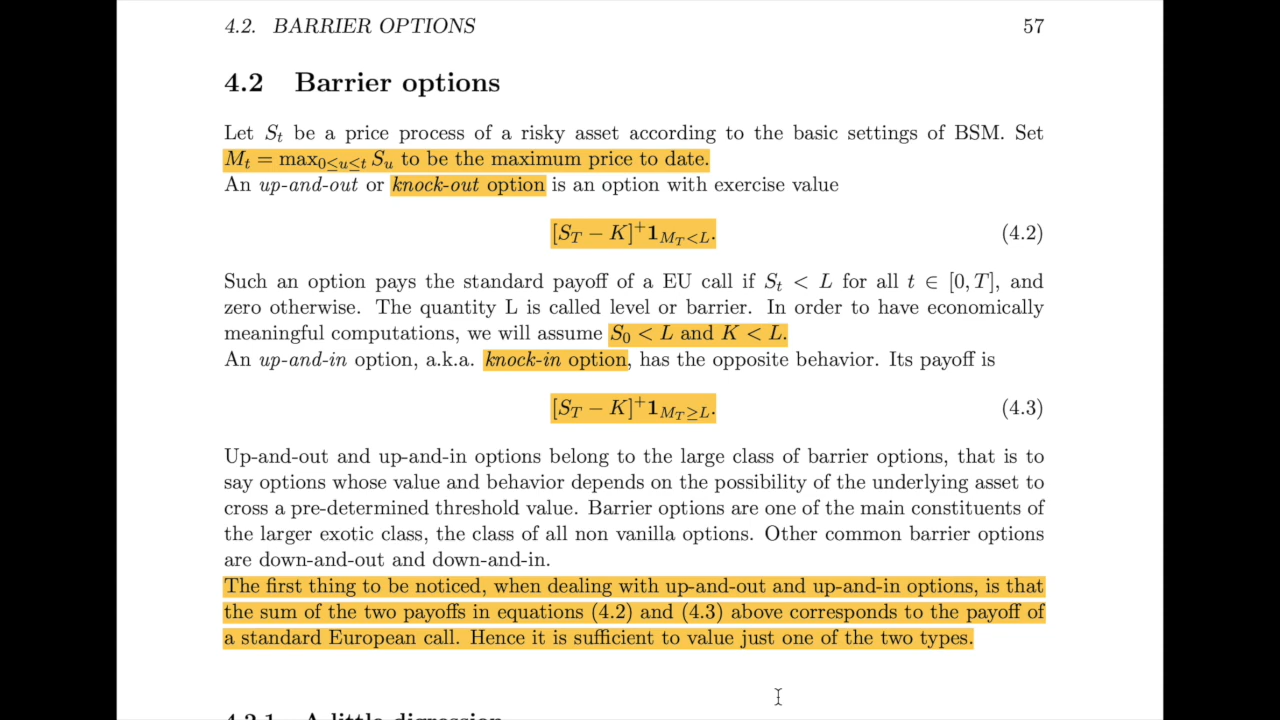 4.2. BARRIER OPTIONS 57
4.2 Barrier options
Let Sₜ be a price process of a risky asset according to the basic settings of BSM. Set
Mₜ = max₀≤ᵤ≤ₜ Sᵤ to be the maximum price to date.
An up-and-out or knock-out option is an option with exercise value
[S_T − K]⁺1_{M_T<L}. (4.2)
Such an option pays the standard payoff of a EU call if Sₜ < L for all t ∈ [0, T], and
zero otherwise. The quantity L is called level or barrier. In order to have economically
meaningful computations, we will assume S₀ < L and K < L.
An up-and-in option, a.k.a. knock-in option, has the opposite behavior. Its payoff is
[S_T − K]⁺1_{M_T≥L}. (4.3)
Up-and-out and up-and-in options belong to the large class of barrier options, that is to
say options whose value and behavior depends on the possibility of the underlying asset to
cross a pre-determined threshold value. Barrier options are one of the main constituents of
the larger exotic class, the class of all non vanilla options. Other common barrier options
are down-and-out and down-and-in.
The first thing to be noticed, when dealing with up-and-out and up-and-in options, is that
the sum of the two payoffs in equations (4.2) and (4.3) above corresponds to the payoff of
a standard European call. Hence it is sufficient to value just one of the two types.
4.2.1 A little digression